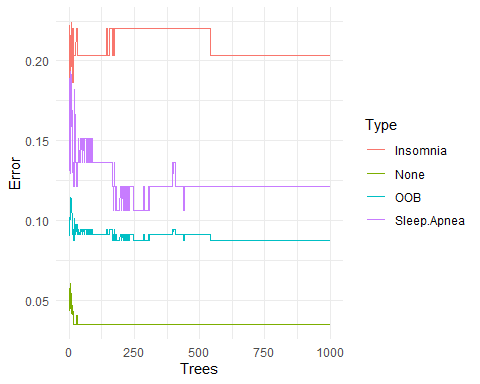 0.20
0.15
0.10
0.05
Error
0
250
500
750
1000
Trees
Type
Insomnia
None
OOB
Sleep.Apnea